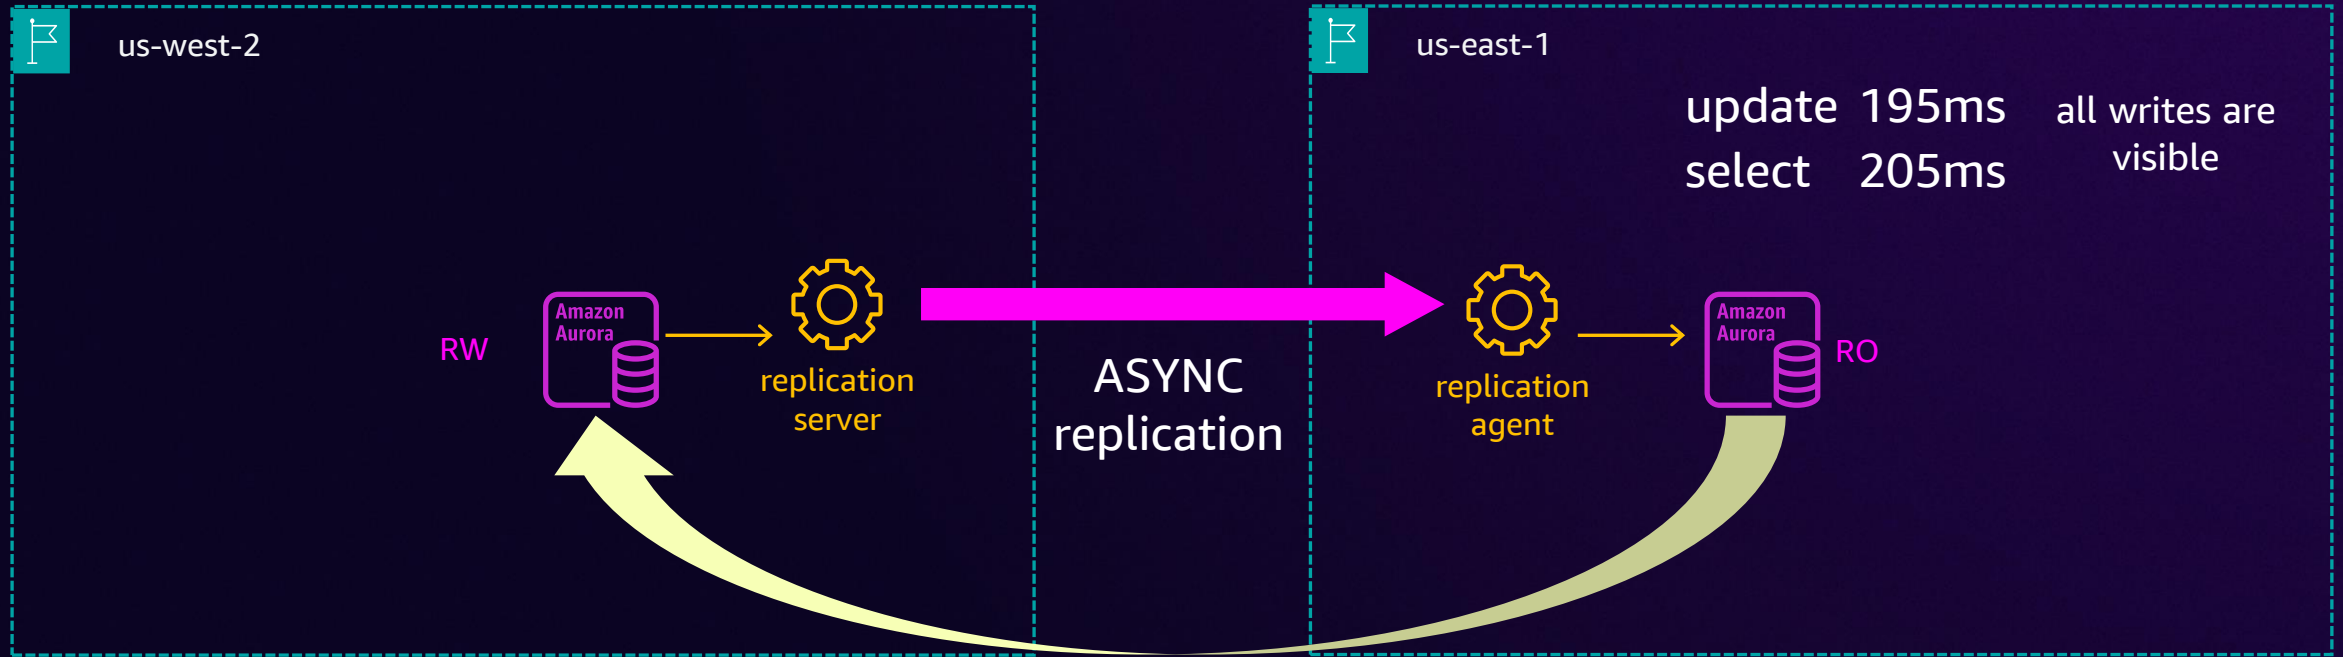 us-west-2
us-east-1
update 195ms
select 205ms
all writes are
visible
RW
Amazon
Aurora
replication
server
ASYNC
replication
replication
agent
Amazon
Aurora
RO